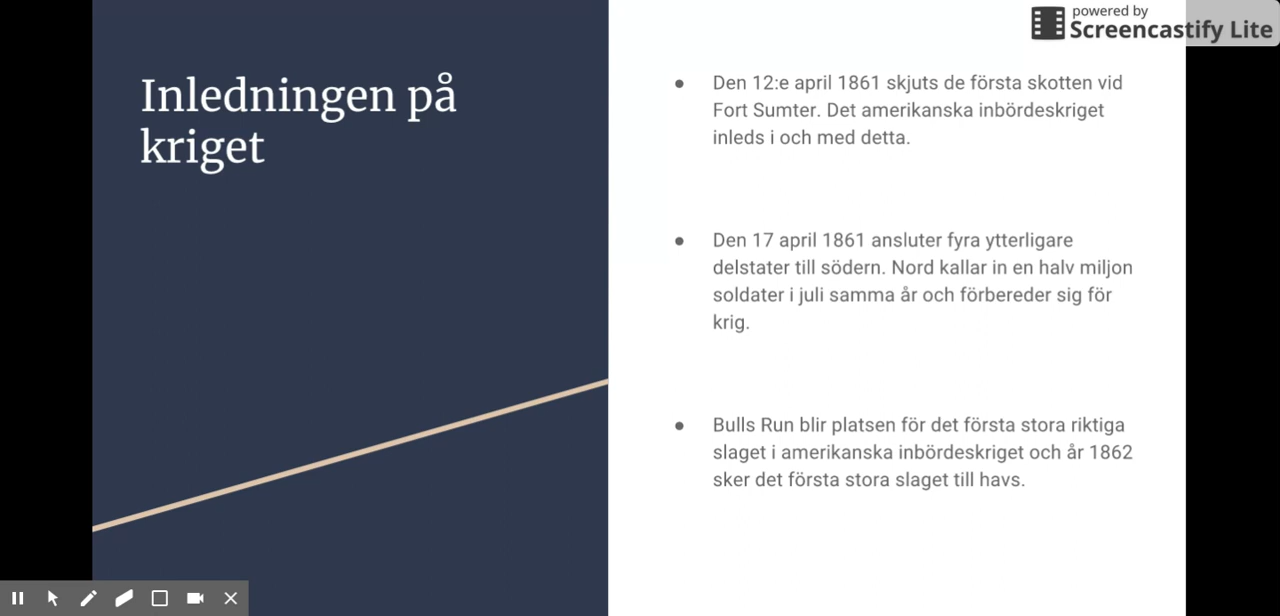 powered by
Screencastify Lite
Inledningen på
kriget
● Den 12:e april 1861 skjuts de första skotten vid
Fort Sumter. Det amerikanska inbördeskriget
inleds i och med detta.
● Den 17 april 1861 ansluter fyra ytterligare
delstater till södern. Nord kallar in en halv miljon
soldater i juli samma år och förbereder sig för
krig.
● Bulls Run blir platsen för det första stora riktiga
slaget i amerikanska inbördeskriget och år 1862
sker det första stora slaget till havs.